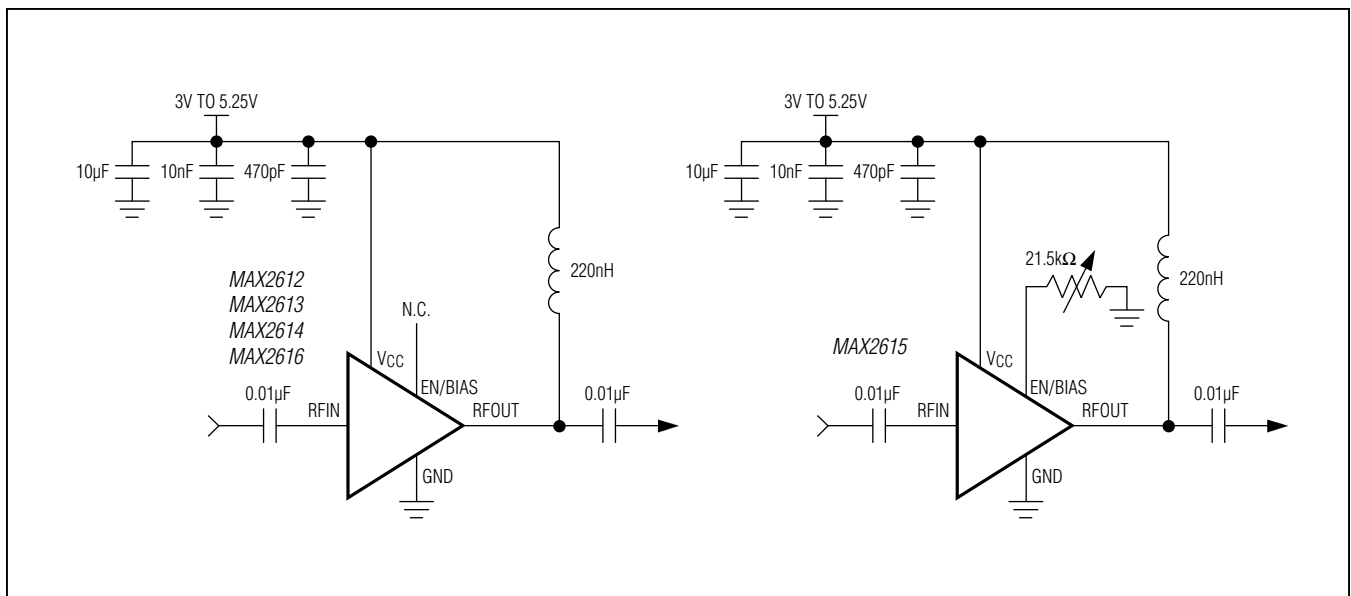 3V TO 5.25V
10µF
10nF
470pF
220nH
MAX2612
MAX2613
MAX2614
MAX2616
N.C.
VCC
EN/BIAS
0.01µF
RFIN
RFOUT
0.01µF
GND
3V TO 5.25V
10µF
10nF
470pF
21.5kΩ
220nH
MAX2615
VCC
EN/BIAS
0.01µF
RFIN
RFOUT
0.01µF
GND